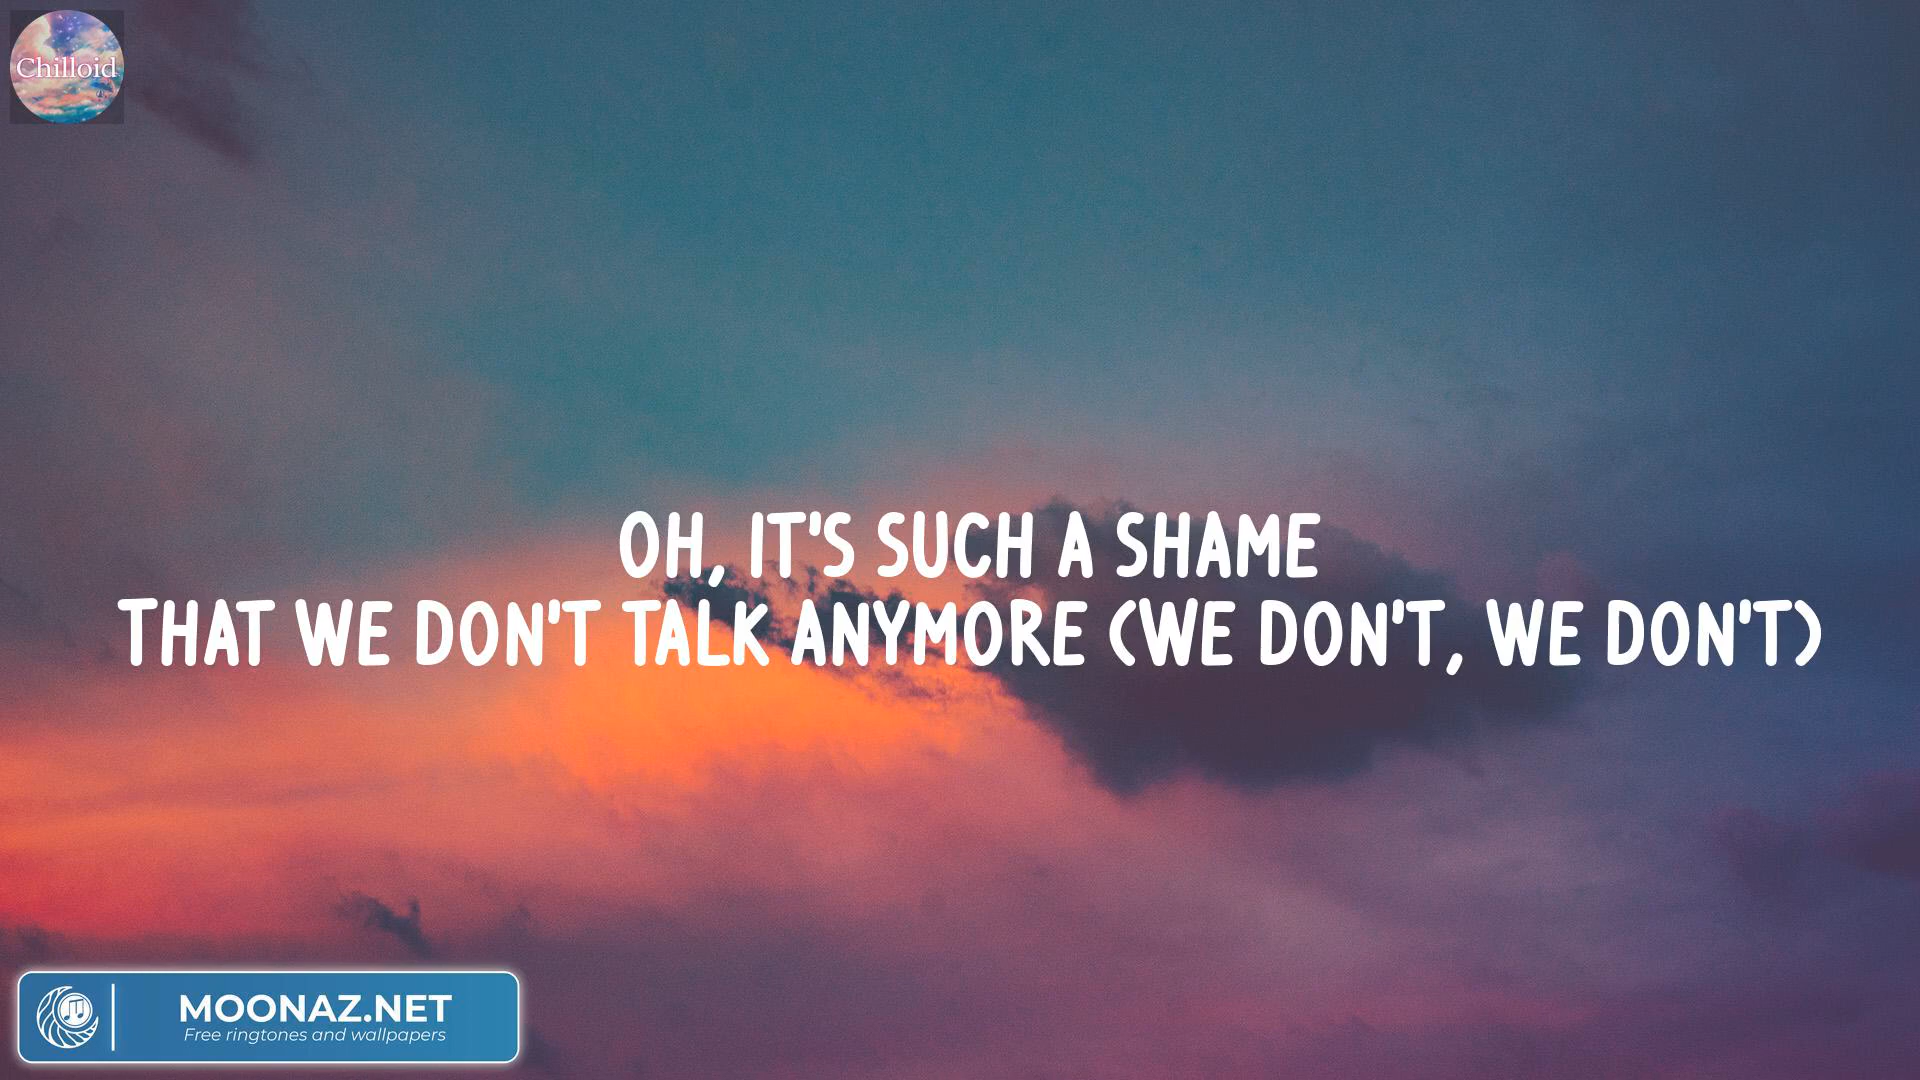 Chilloid
OH, IT'S SUCH A SHAME
THAT WE DON'T TALK ANYMORE (WE DON'T, WE DON'T)
MOONAZ.NET
Free ringtones and wallpapers